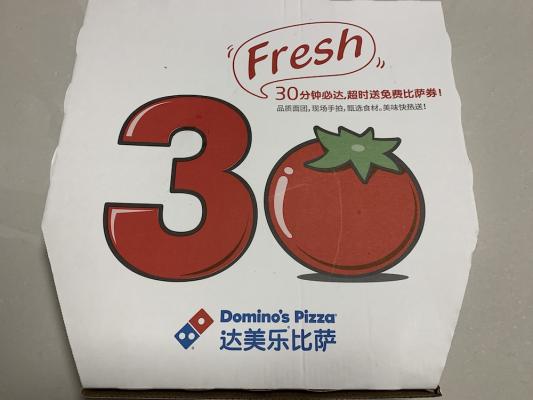 Fresh
30分钟必达,超时送免费比萨券!
品质面团,现场手拍,甄选食材。美味快热送!
30
Domino's Pizza
达美乐比萨